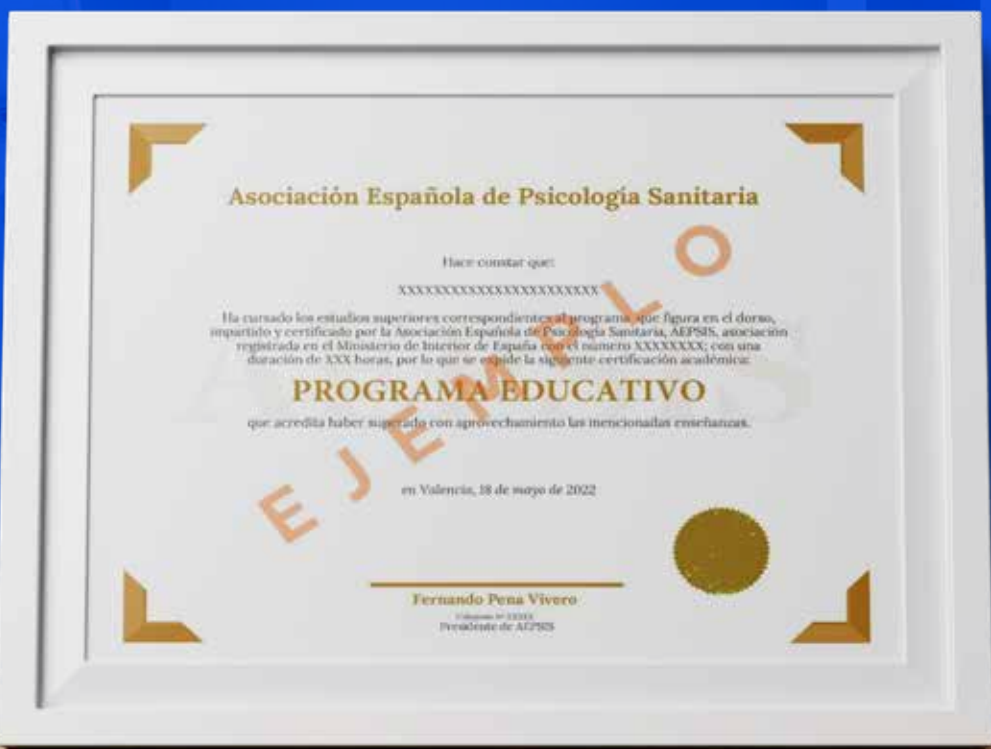 Asociación Española de Psicología Sanitaria
Hace constar que:
XXXXXXXXXXXXXXXXXXXXXXX
Ha cursado los estudios superiores correspondientes al programa que figura en el dorso,
impartido y certificado por la Asociación Española de Psicología Sanitaria, AEPSIS, asociación
registrada en el Ministerio de Interior de España con el número XXXXXXXX; con una
duración de XXX horas, por lo que se expide la siguiente certificación académica:
PROGRAMA EDUCATIVO
que acredita haber superado con aprovechamiento las mencionadas enseñanzas.
en Valencia, 18 de mayo de 2022
EJEMPLO
Fernando Pena Vivero
Presidente de AEPSIS